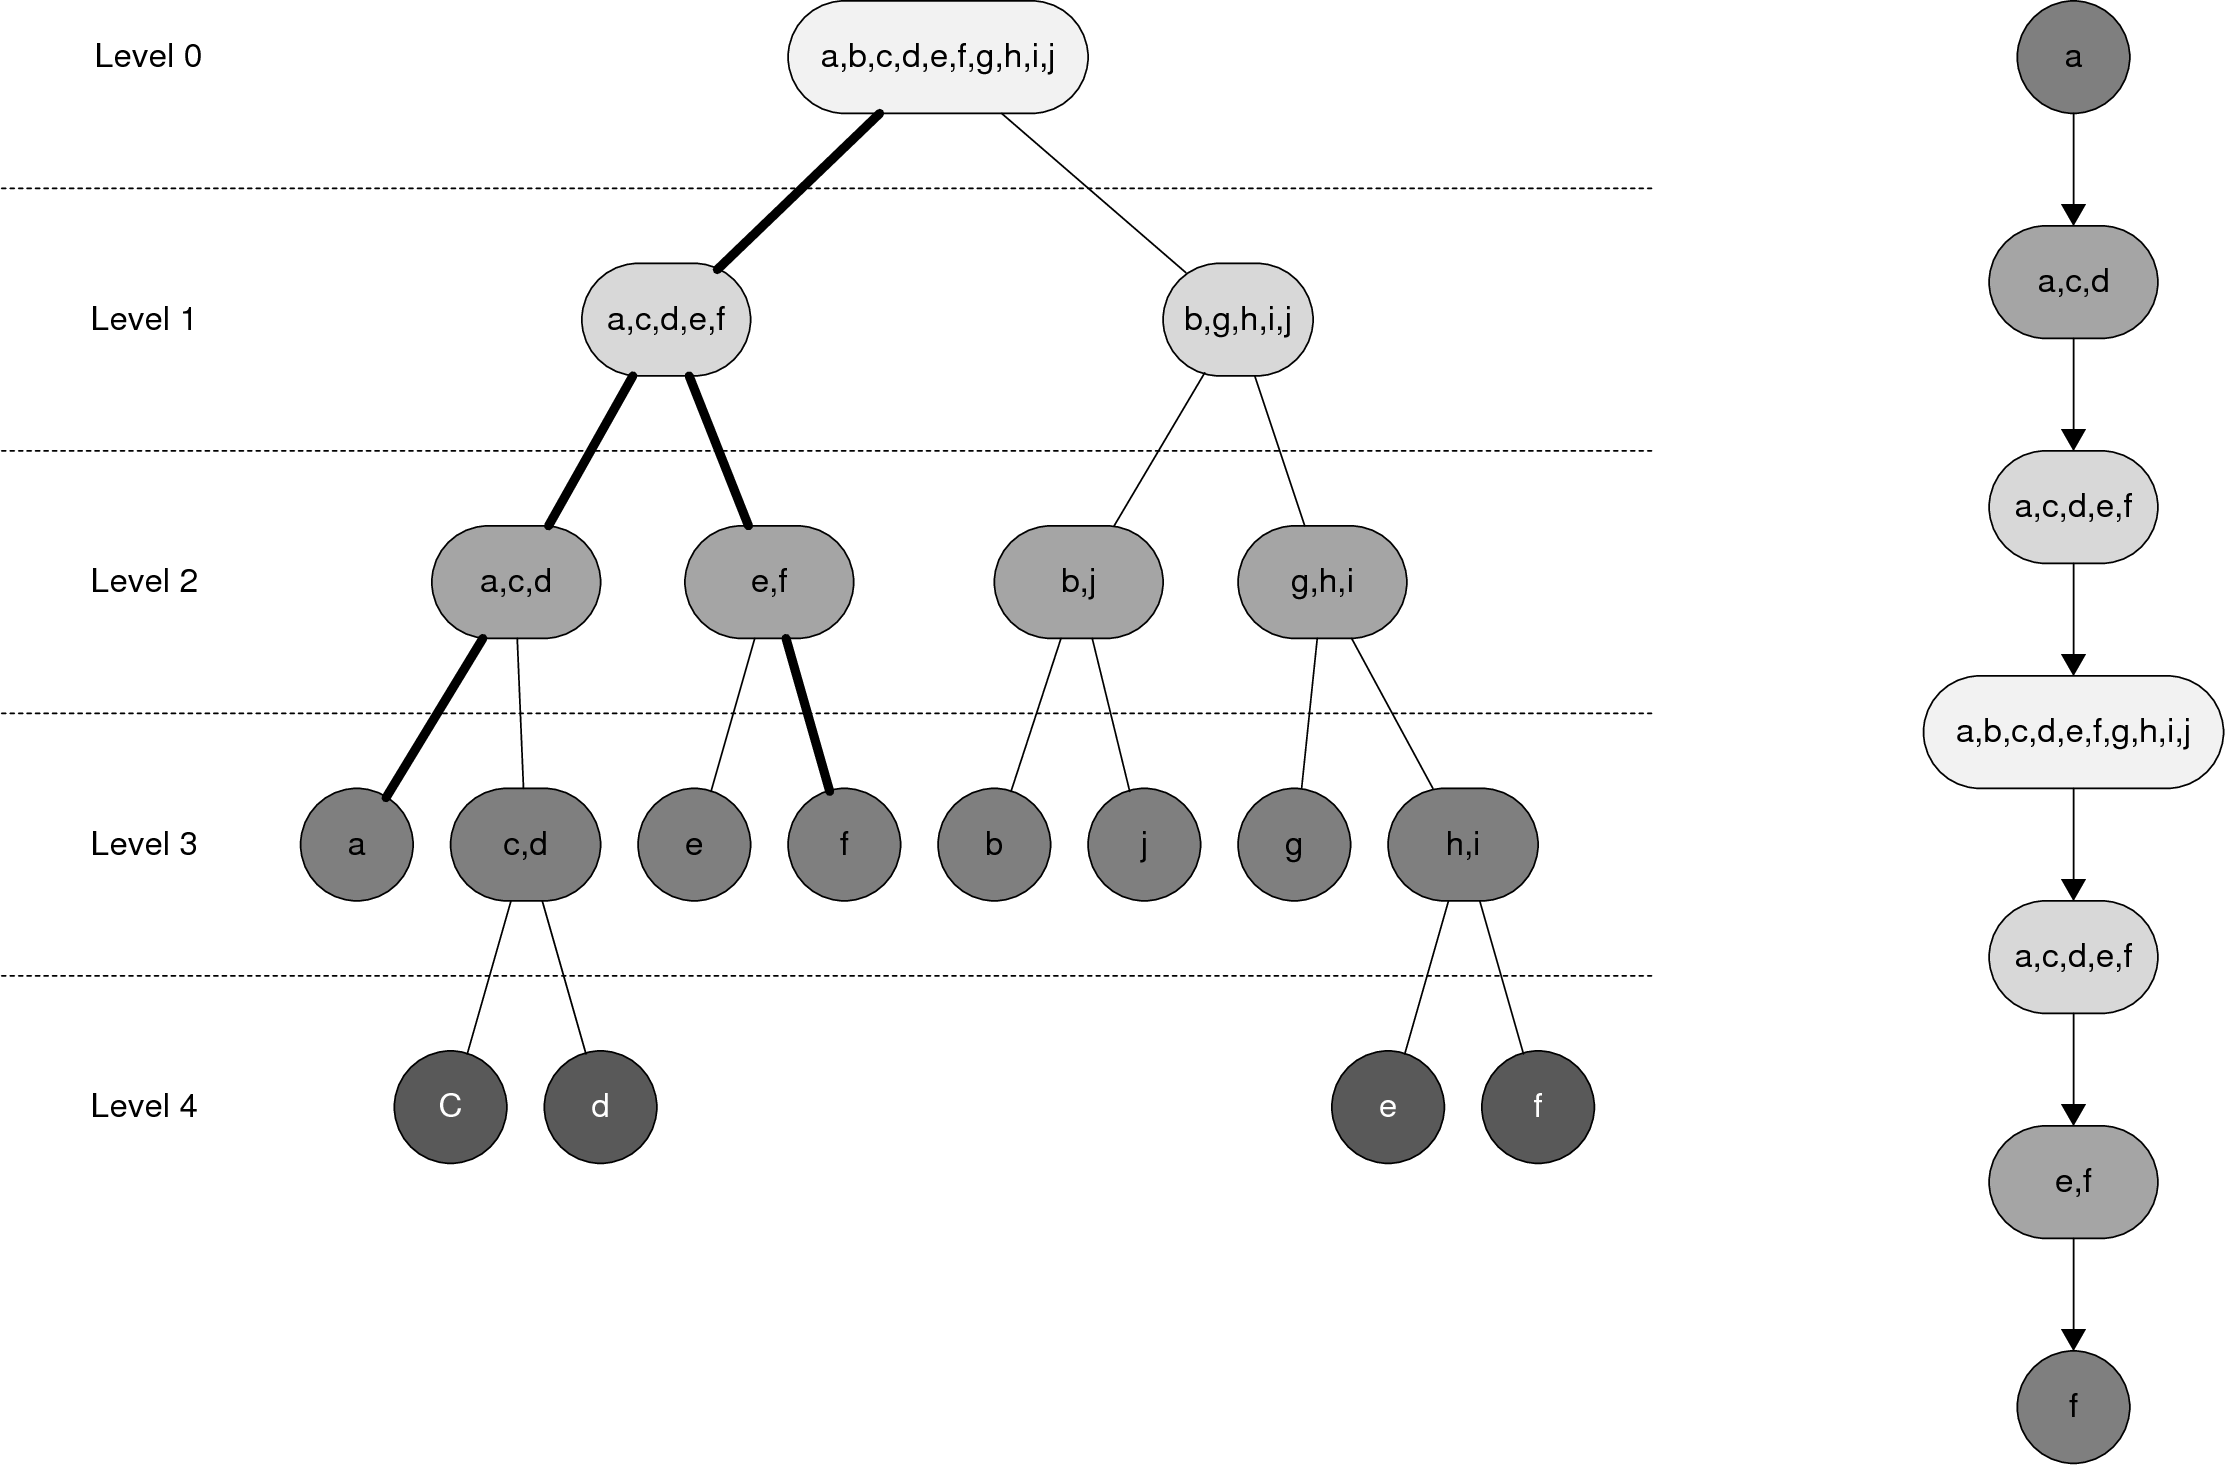 Level 0
a,b,c,d,e,f,g,h,i,j
Level 1
a,c,d,e,f
b,g,h,i,j
Level 2
a,c,d
e,f
b,j
g,h,i
Level 3
a
c,d
e
f
b
j
g
h,i
Level 4
C
d
e
f
a
a,c,d
a,c,d,e,f
a,b,c,d,e,f,g,h,i,j
a,c,d,e,f
e,f
f